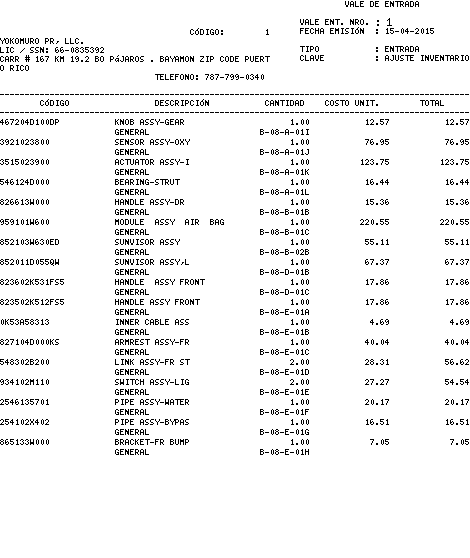 VALE DE ENTRADA
VALE ENT. NRO. : 1
CÓDIGO: 1 FECHA EMISIÓN : 15-04-2015
YOKOMURO PR, LLC.
LIC / SSN: 66-0835392 TIPO : ENTRADA
CARR # 167 KM 19.2 BO PáJAROS . BAYAMON ZIP CODE PUERT CLAVE : AJUSTE INVENTARIO
O RICO
TELEFONO: 787-799-0340
CÓDIGO DESCRIPCIÓN CANTIDAD COSTO UNIT. TOTAL
467204D100DP KNOB ASSY-GEAR 1.00 12.57 12.57
GENERAL B-08-A-01I
3921023800 SENSOR ASSY-OXY 1.00 76.95 76.95
GENERAL B-08-A-01J
3515023900 ACTUATOR ASSY-I 1.00 123.75 123.75
GENERAL B-08-A-01K
546124D000 BEARING-STRUT 1.00 16.44 16.44
GENERAL B-08-A-01L
826613W000 HANDLE ASSY-DR 1.00 15.36 15.36
GENERAL B-08-B-01B
959101W600 MODULE ASSY AIR BAG 1.00 220.55 220.55
GENERAL B-08-B-01C
852103W630ED SUNVISOR ASSY 1.00 55.11 55.11
GENERAL B-08-B-02B
852011D055QW SUNVISOR ASSY,L 1.00 67.37 67.37
GENERAL B-08-D-01B
823602K531FS5 HANDLE ASSY FRONT 1.00 17.86 17.86
GENERAL B-08-D-01C
823502K512FS5 HANDLE ASSY FRONT 1.00 17.86 17.86
GENERAL B-08-E-01A
0K53A58313 INNER CABLE ASS 1.00 4.69 4.69
GENERAL B-08-E-01B
827104D000KS ARMREST ASSY-FR 1.00 40.04 40.04
GENERAL B-08-E-01C
548302B200 LINK ASSY-FR ST 2.00 28.31 56.62
GENERAL B-08-E-01D
934102M110 SWITCH ASSY-LIG 2.00 27.27 54.54
GENERAL B-08-E-01E
2546135701 PIPE ASSY-WATER 1.00 20.17 20.17
GENERAL B-08-E-01F
254102X402 PIPE ASSY-BYPAS 1.00 16.51 16.51
GENERAL B-08-E-01G
865133W000 BRACKET-FR BUMP 1.00 7.05 7.05
GENERAL B-08-E-01H